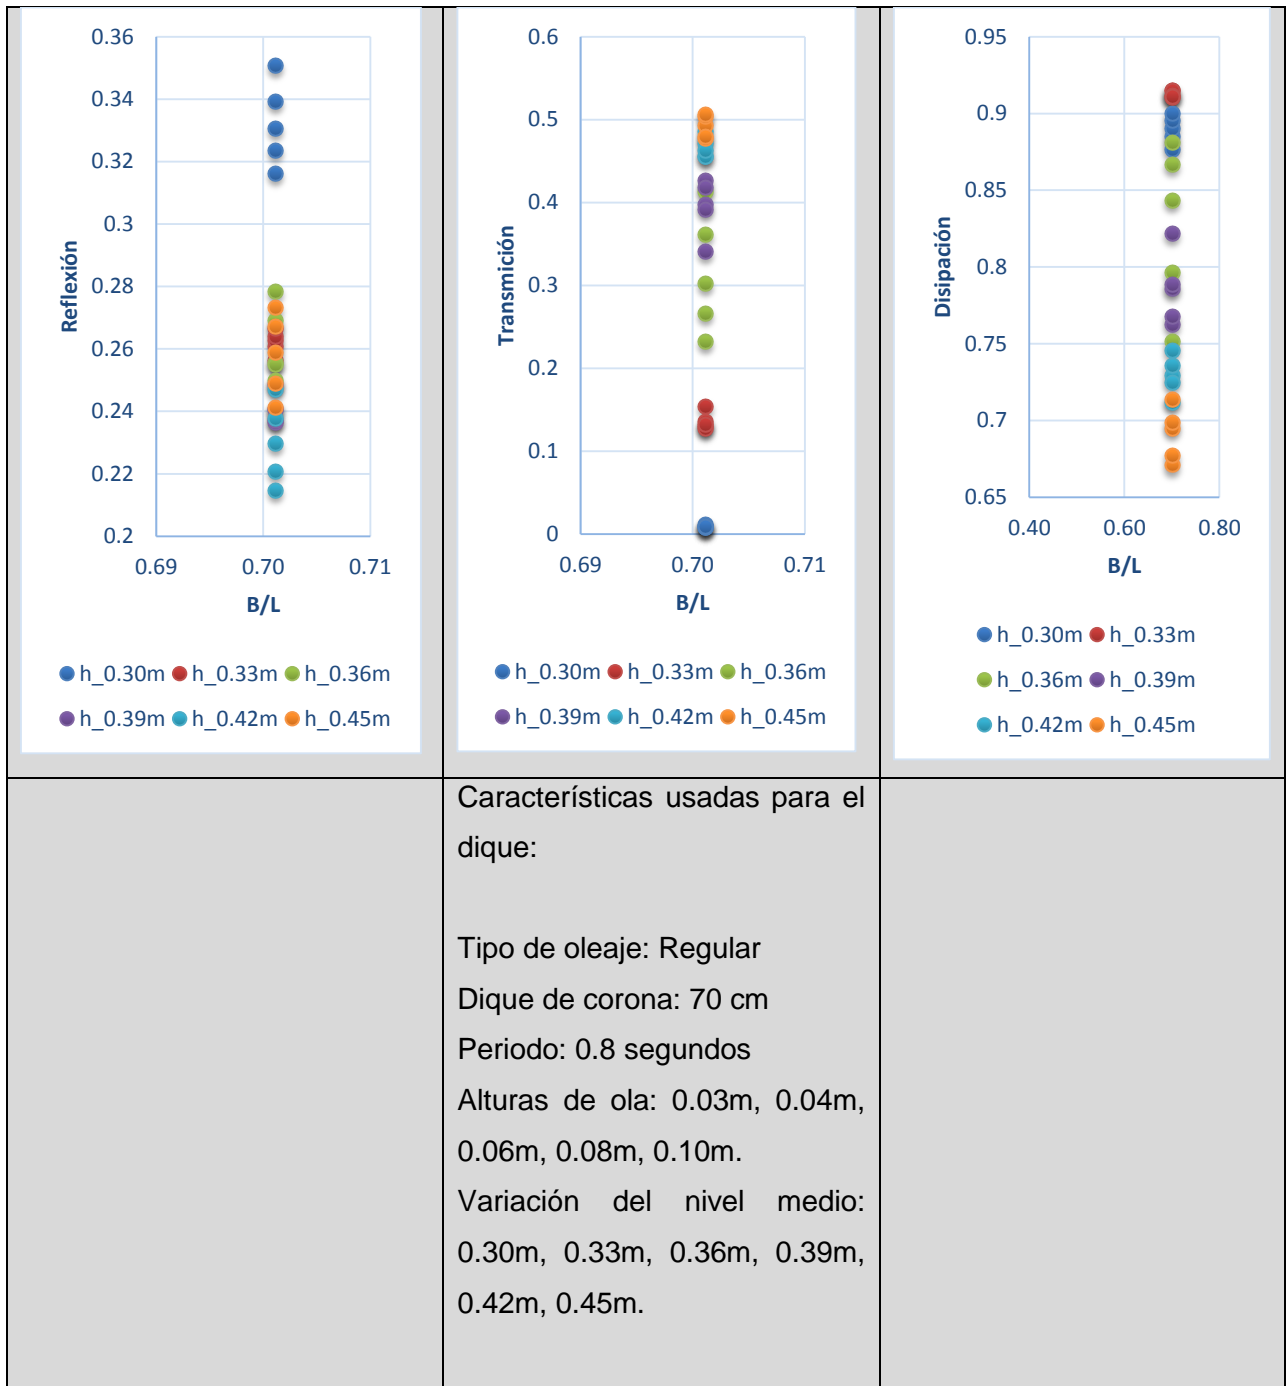 0.36
0.34
0.32
0.3
0.28
0.26
0.24
0.22
0.2
Reflexión
0.69 0.70 0.71
B/L
h_0.30m h_0.33m h_0.36m
h_0.39m h_0.42m h_0.45m
0.6
0.5
0.4
0.3
0.2
0.1
0
Transmición
0.69 0.70 0.71
B/L
h_0.30m h_0.33m h_0.36m
h_0.39m h_0.42m h_0.45m
0.95
0.9
0.85
0.8
0.75
0.7
0.65
Disipación
0.40 0.60 0.80
B/L
h_0.30m h_0.33m
h_0.36m h_0.39m
h_0.42m h_0.45m
Características usadas para el
dique:
Tipo de oleaje: Regular
Dique de corona: 70 cm
Periodo: 0.8 segundos
Alturas de ola: 0.03m, 0.04m,
0.06m, 0.08m, 0.10m.
Variación del nivel medio:
0.30m, 0.33m, 0.36m, 0.39m,
0.42m, 0.45m.